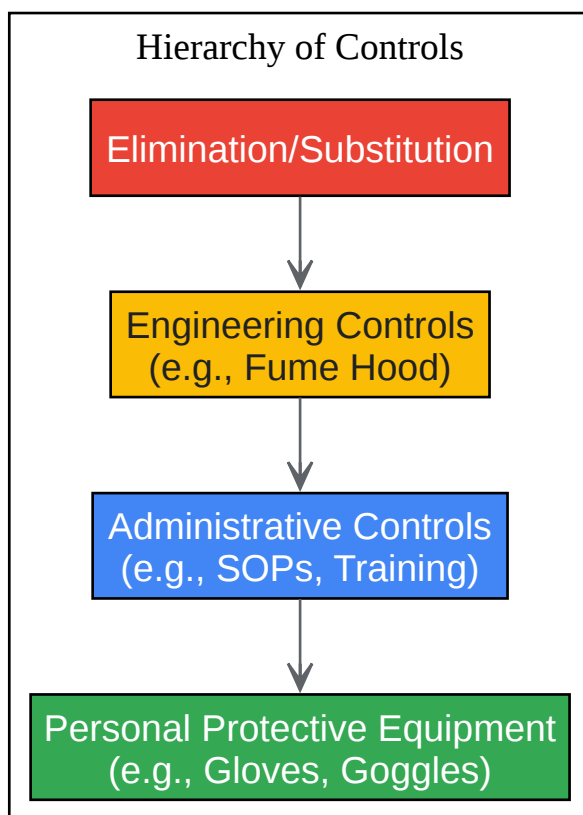 Hierarchy of Controls
Elimination/Substitution
Engineering Controls
(e.g., Fume Hood)
Administrative Controls
(e.g., SOPs, Training)
Personal Protective Equipment
(e.g., Gloves, Goggles)